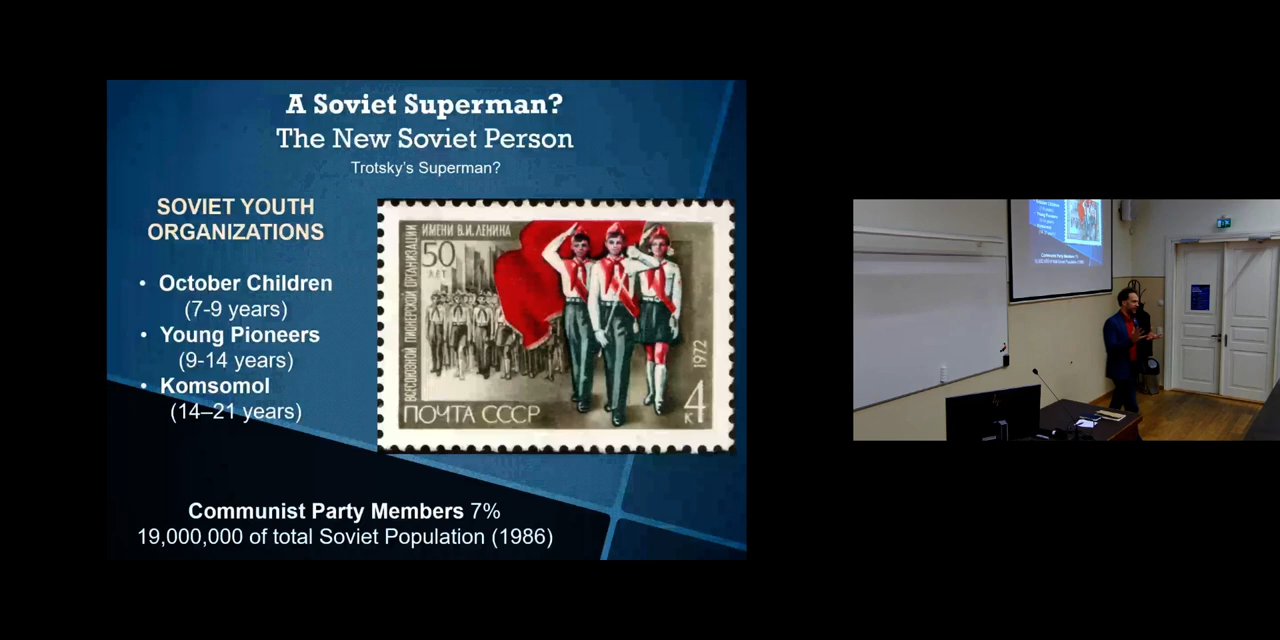 A Soviet Superman?
The New Soviet Person
Trotsky's Superman?
SOVIET YOUTH
ORGANIZATIONS
• October Children
(7-9 years)
• Young Pioneers
(9-14 years)
• Komsomol
(14–21 years)
ВСЕСОЮЗНОЙ ПИОНЕРСКОЙ ОРГАНИЗАЦИИ
ИМЕНИ В.И. ЛЕНИНА
50
ЛЕТ
1972
ПОЧТА СССР
4
К
Communist Party Members 7%
19,000,000 of total Soviet Population (1986)